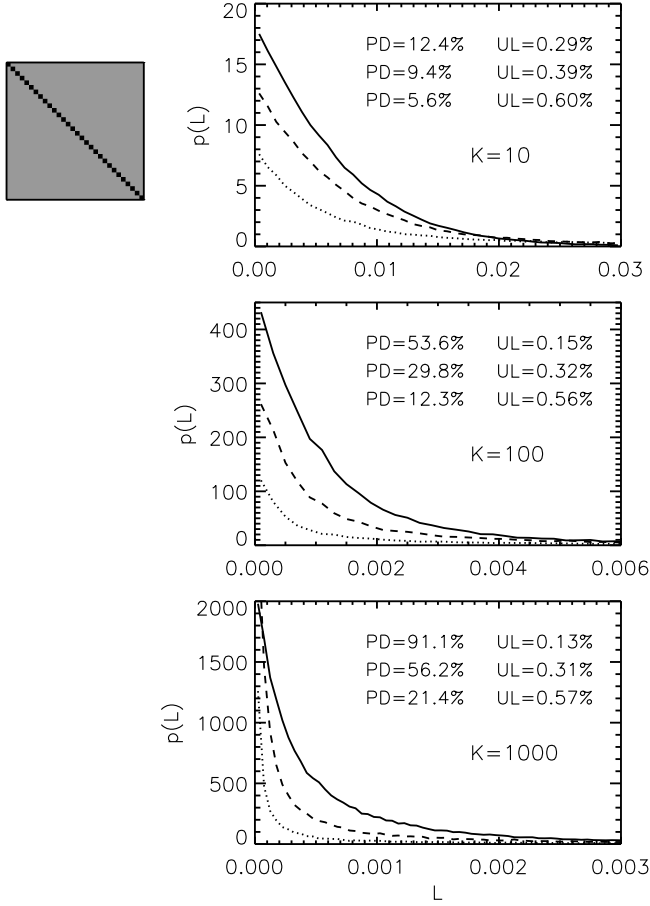 20
15
10
5
0
p(L)
PD=12.4% UL=0.29%
PD=9.4% UL=0.39%
PD=5.6% UL=0.60%
K=10
0.00 0.01 0.02 0.03
400
300
200
100
0
p(L)
PD=53.6% UL=0.15%
PD=29.8% UL=0.32%
PD=12.3% UL=0.56%
K=100
0.000 0.002 0.004 0.006
2000
1500
1000
500
0
p(L)
PD=91.1% UL=0.13%
PD=56.2% UL=0.31%
PD=21.4% UL=0.57%
K=1000
0.000 0.001 0.002 0.003
L